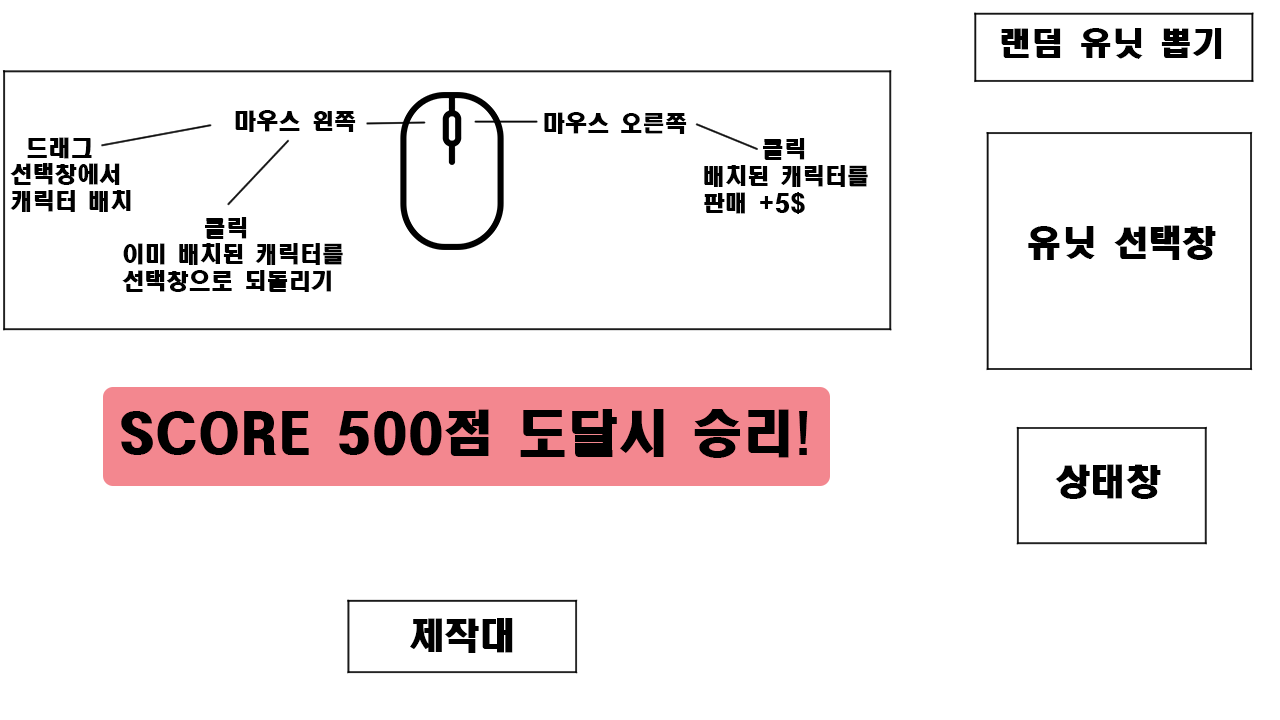 랜덤 유닛 뽑기
마우스 왼쪽
마우스 오른쪽
드래그
선택창에서
캐릭터 배치
클릭
이미 배치된 캐릭터를
선택창으로 되돌리기
클릭
배치된 캐릭터를
판매 +5$
유닛 선택창
SCORE 500점 도달시 승리!
상태창
제작대